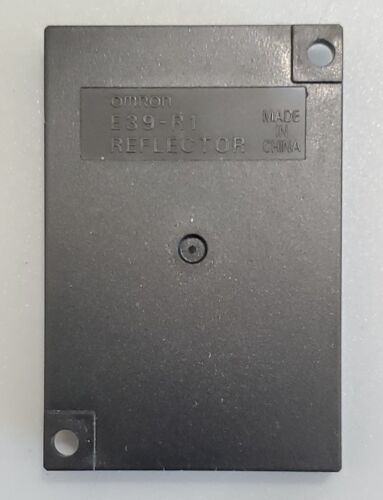 omron
E39-R1
REFLECTOR
MADE
IN
CHINA